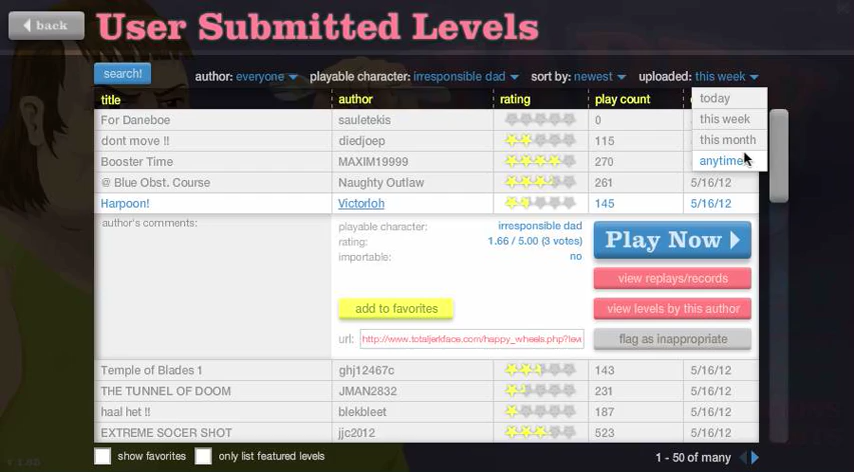 back
User Submitted Levels
search!
author: everyone playable character: irresponsible dad sort by: newest uploaded: this week
title author rating play count
today
this week
this month
anytime
For Daneboe sauletekis 0
dont move !! diedjoep 115
Booster Time MAXIM19999 270
@ Blue Obst. Course Naughty Outlaw 261 5/16/12
Harpoon! Victorloh 145 5/16/12
author's comments:
playable character: irresponsible dad
rating: 1.66 / 5.00 (3 votes)
importable: no
Play Now
view replays/records
add to favorites
view levels by this author
url: http://www.totaljerkface.com/happy_wheels.php?lev
flag as inappropriate
Temple of Blades 1 ghj12467c 143 5/16/12
THE TUNNEL OF DOOM JMAN2832 231 5/16/12
haal het !! blekbleet 187 5/16/12
EXTREME SOCER SHOT jjc2012 523 5/16/12
show favorites only list featured levels 1 - 50 of many